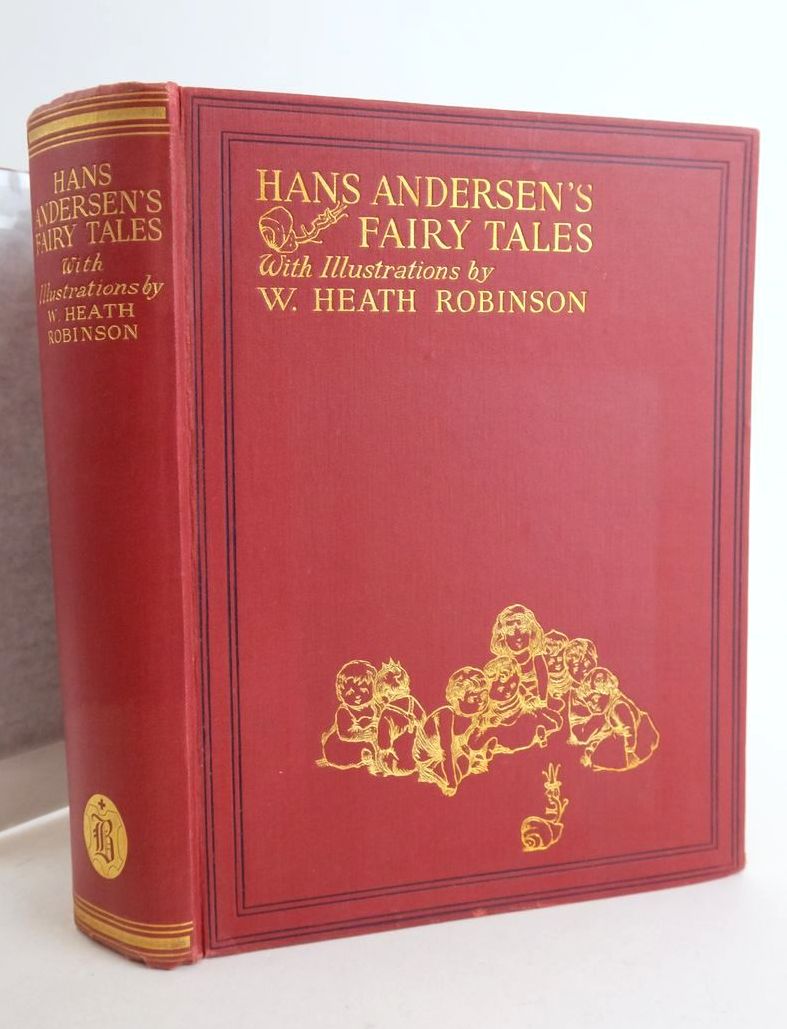 HANS
ANDERSEN'S
FAIRY TALES
With
Illustrations by
W. HEATH
ROBINSON
B
HANS ANDERSEN'S
FAIRY TALES
With Illustrations by
W. HEATH ROBINSON